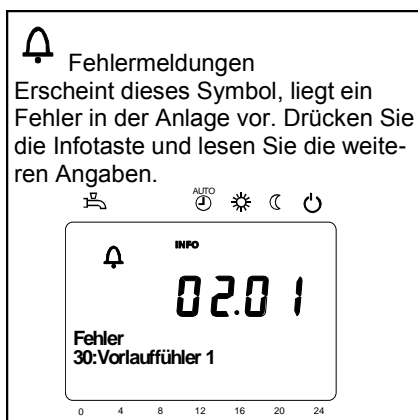 Fehlermeldungen
Erscheint dieses Symbol, liegt ein
Fehler in der Anlage vor. Drücken Sie
die Infotaste und lesen Sie die weite-
ren Angaben.
AUTO
INFO
02.01
Fehler
30:Vorlauffühler 1
0 4 8 12 16 20 24